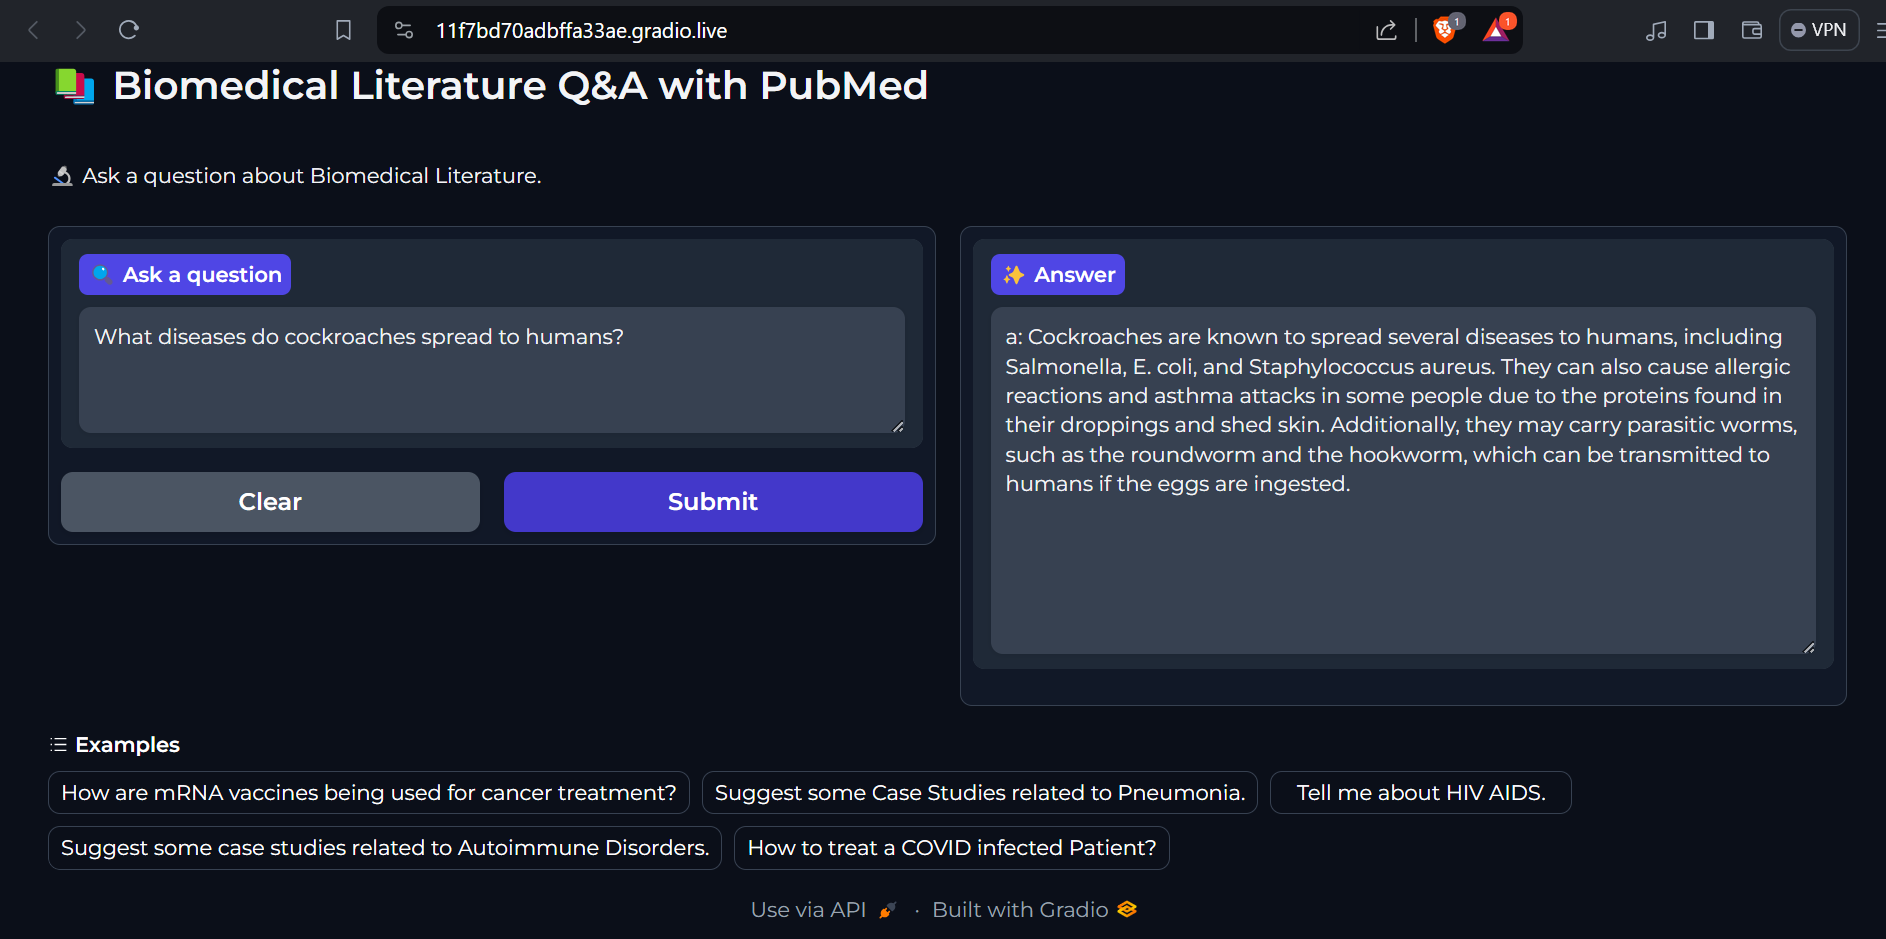 11f7bd70adbffa33ae.gradio.live
1
1
VPN
Biomedical Literature Q&A with PubMed
Ask a question about Biomedical Literature.
Ask a question
What diseases do cockroaches spread to humans?
Clear
Submit
Answer
a: Cockroaches are known to spread several diseases to humans, including
Salmonella, E. coli, and Staphylococcus aureus. They can also cause allergic
reactions and asthma attacks in some people due to the proteins found in
their droppings and shed skin. Additionally, they may carry parasitic worms,
such as the roundworm and the hookworm, which can be transmitted to
humans if the eggs are ingested.
Examples
How are mRNA vaccines being used for cancer treatment?
Suggest some Case Studies related to Pneumonia.
Tell me about HIV AIDS.
Suggest some case studies related to Autoimmune Disorders.
How to treat a COVID infected Patient?
Use via API · Built with Gradio